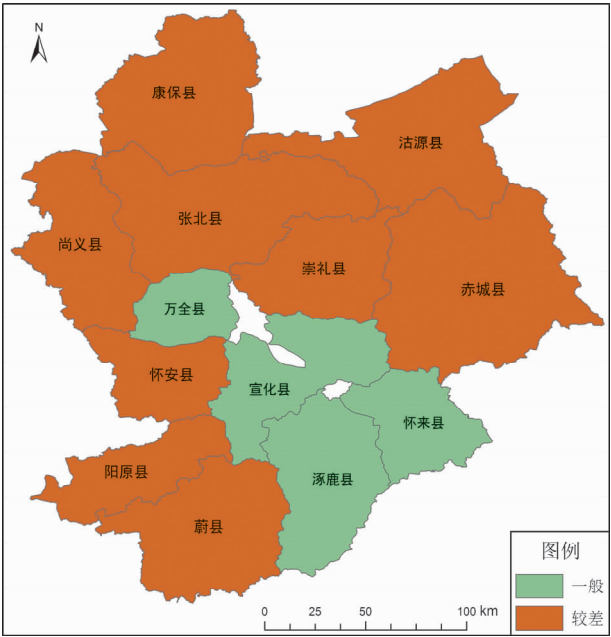 N
康保县
沽源县
张北县
尚义县
崇礼县
赤城县
万全县
怀安县
宣化县
怀来县
阳原县
涿鹿县
蔚县
图例
一般
较差
0 25 50 100 km